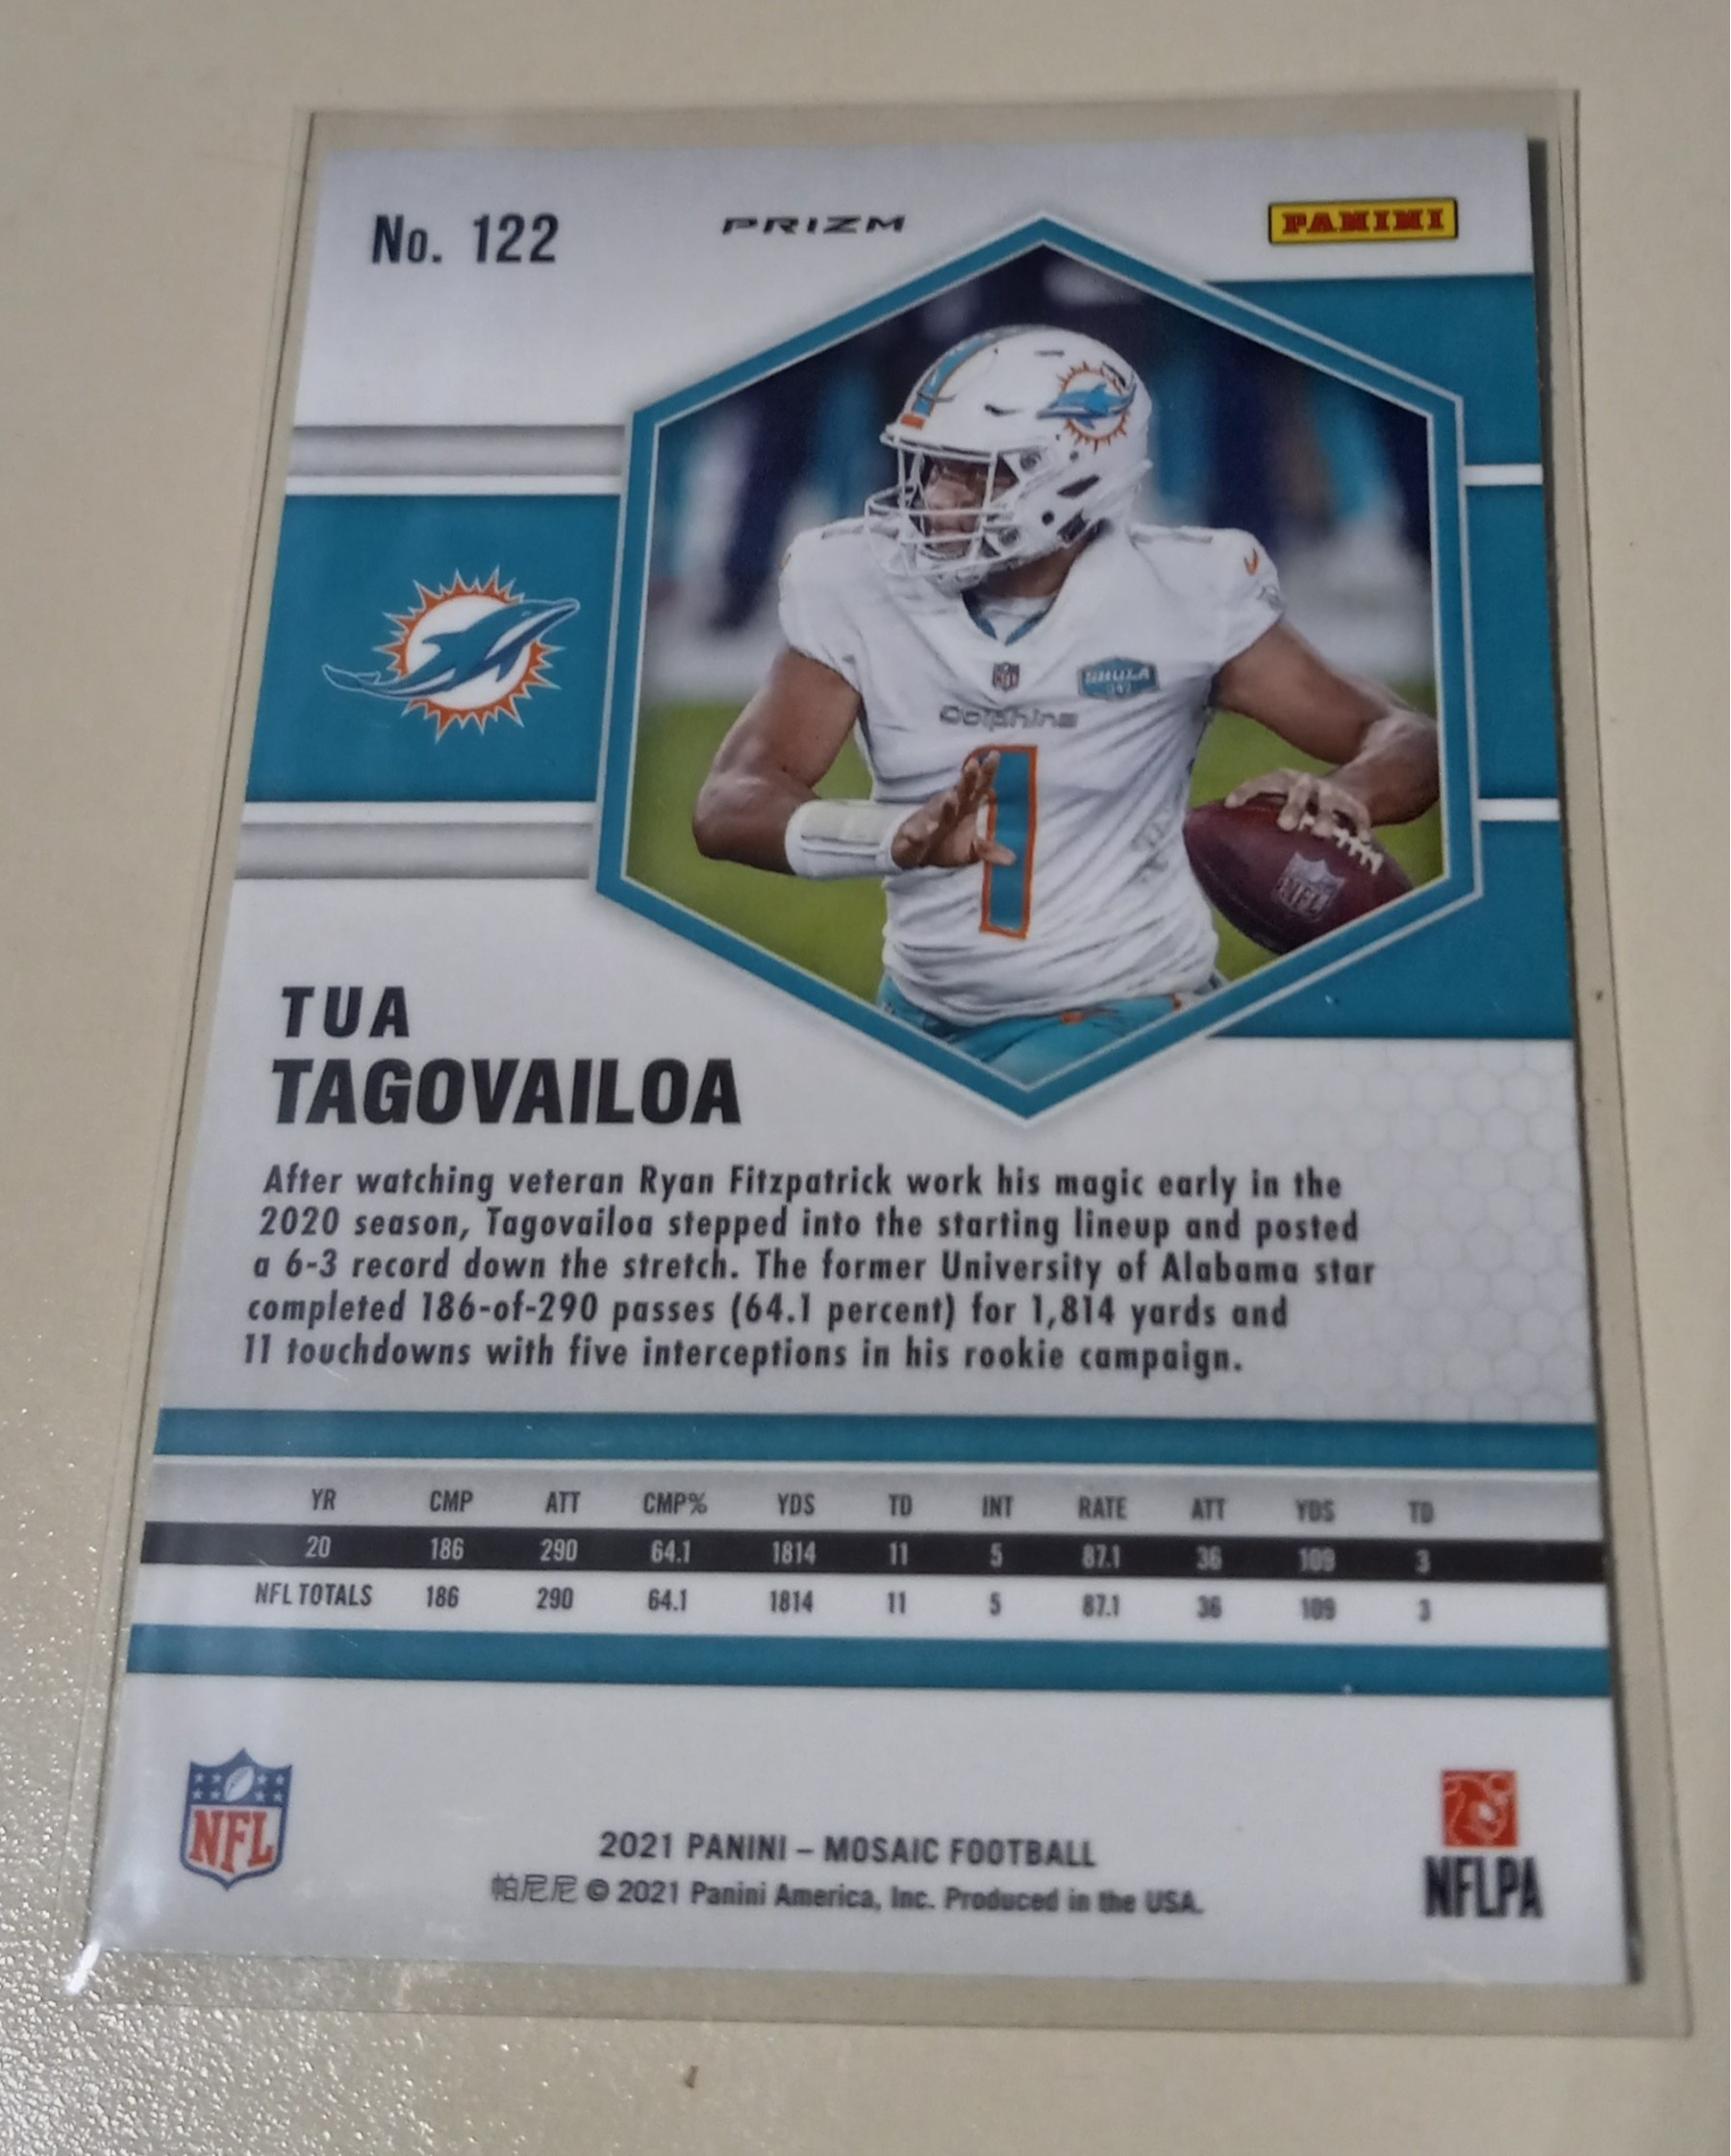 No. 122 PRIZM PANINI
SHULA
347
Dolphins
1
NFL
TUA
TAGOVAILOA
After watching veteran Ryan Fitzpatrick work his magic early in the
2020 season, Tagovailoa stepped into the starting lineup and posted
a 6-3 record down the stretch. The former University of Alabama star
completed 186-of-290 passes (64.1 percent) for 1,814 yards and
11 touchdowns with five interceptions in his rookie campaign.
YR CMP ATT CMP% YDS TD INT RATE ATT YDS TD
20 186 290 64.1 1814 11 5 87.1 36 109 3
NFL TOTALS 186 290 64.1 1814 11 5 87.1 36 109 3
NFL
2021 PANINI – MOSAIC FOOTBALL
帕尼尼 © 2021 Panini America, Inc. Produced in the USA.
NFLPA